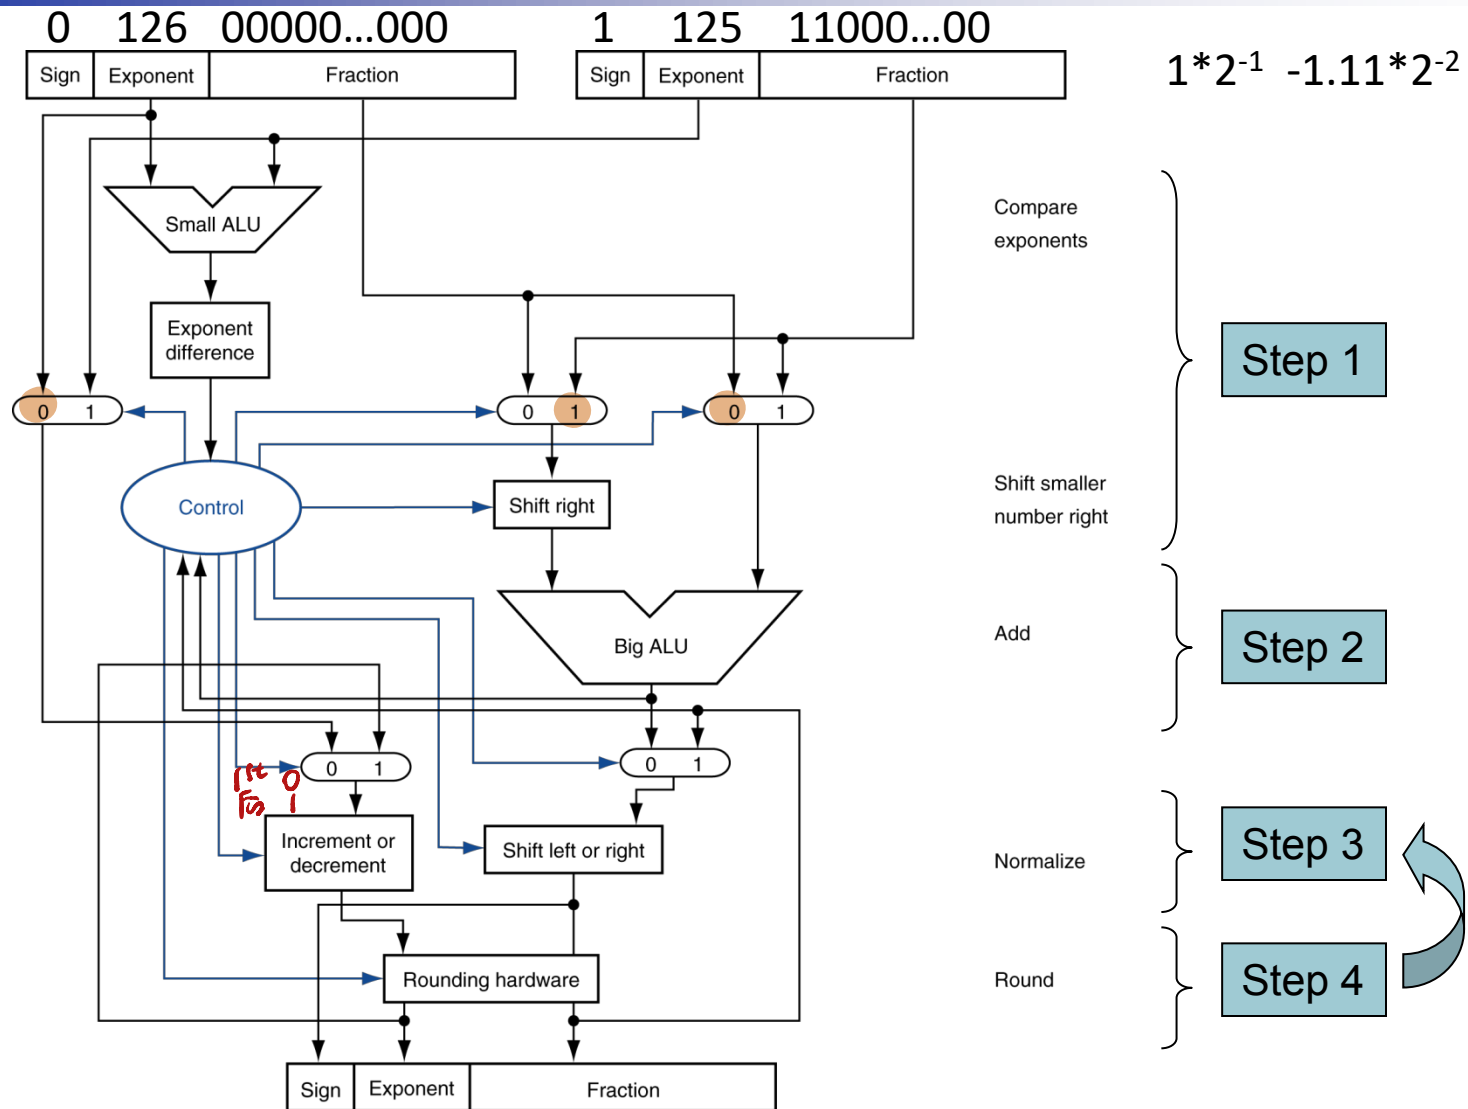 0 126 00000...000 1 125 11000...00
Sign Exponent Fraction Sign Exponent Fraction
1*2-1 -1.11*2-2
Small ALU
Compare
exponents
Exponent
difference
Step 1
0 1 0 1 0 1
Control
Shift right
Shift smaller
number right
Big ALU
Add
Step 2
0 1 0 1
0
1
Increment or
decrement
Shift left or right
Normalize
Step 3
Rounding hardware
Round
Step 4
Sign Exponent Fraction